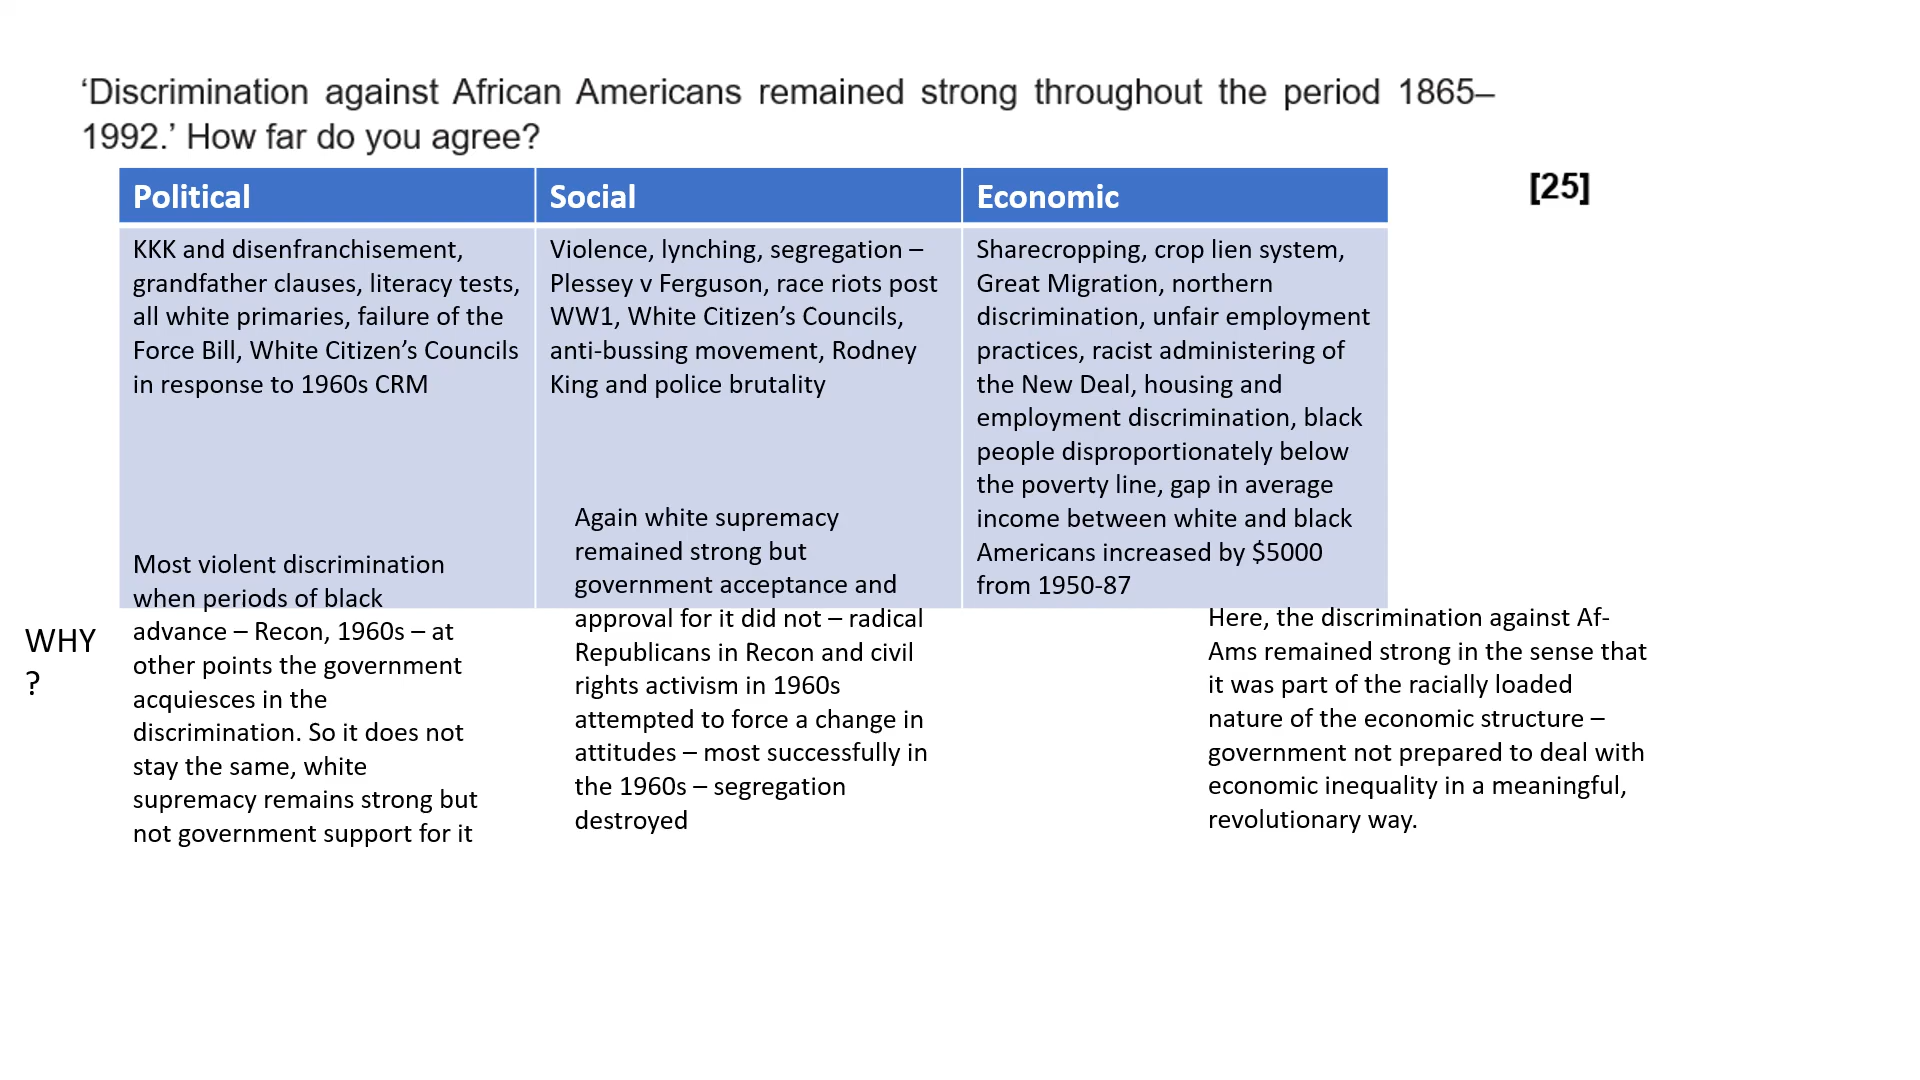 ‘Discrimination against African Americans remained strong throughout the period 1865–
1992.’ How far do you agree?
[25]
Political
Social
Economic
KKK and disenfranchisement,
grandfather clauses, literacy tests,
all white primaries, failure of the
Force Bill, White Citizen’s Councils
in response to 1960s CRM
Violence, lynching, segregation –
Plessey v Ferguson, race riots post
WW1, White Citizen’s Councils,
anti-bussing movement, Rodney
King and police brutality
Sharecropping, crop lien system,
Great Migration, northern
discrimination, unfair employment
practices, racist administering of
the New Deal, housing and
employment discrimination, black
people disproportionately below
the poverty line, gap in average
income between white and black
Americans increased by $5000
from 1950-87
WHY
?
Most violent discrimination
when periods of black
advance – Recon, 1960s – at
other points the government
acquiesces in the
discrimination. So it does not
stay the same, white
supremacy remains strong but
not government support for it
Again white supremacy
remained strong but
government acceptance and
approval for it did not – radical
Republicans in Recon and civil
rights activism in 1960s
attempted to force a change in
attitudes – most successfully in
the 1960s – segregation
destroyed
Here, the discrimination against Af-
Ams remained strong in the sense that
it was part of the racially loaded
nature of the economic structure –
government not prepared to deal with
economic inequality in a meaningful,
revolutionary way.